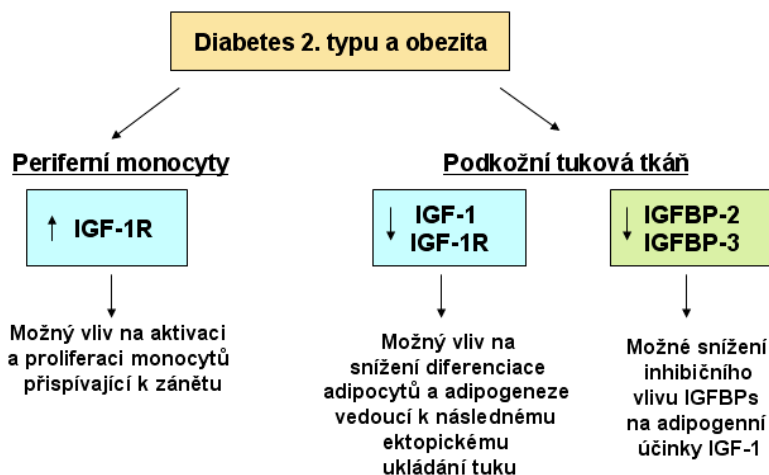 Diabetes 2. typu a obezita
Periferní monocyty
Podkožní tuková tkáň
↑ IGF-1R
↓ IGF-1
IGF-1R
↓ IGFBP-2
IGFBP-3
Možný vliv na aktivaci
a proliferaci monocytů
přispívající k zánětu
Možný vliv na
snížení diferenciace
adipocytů a adipogeneze
vedoucí k následnému
ektopickému
ukládání tuku
Možné snížení
inhibičního
vlivu IGFBPs
na adipogenní
účinky IGF-1